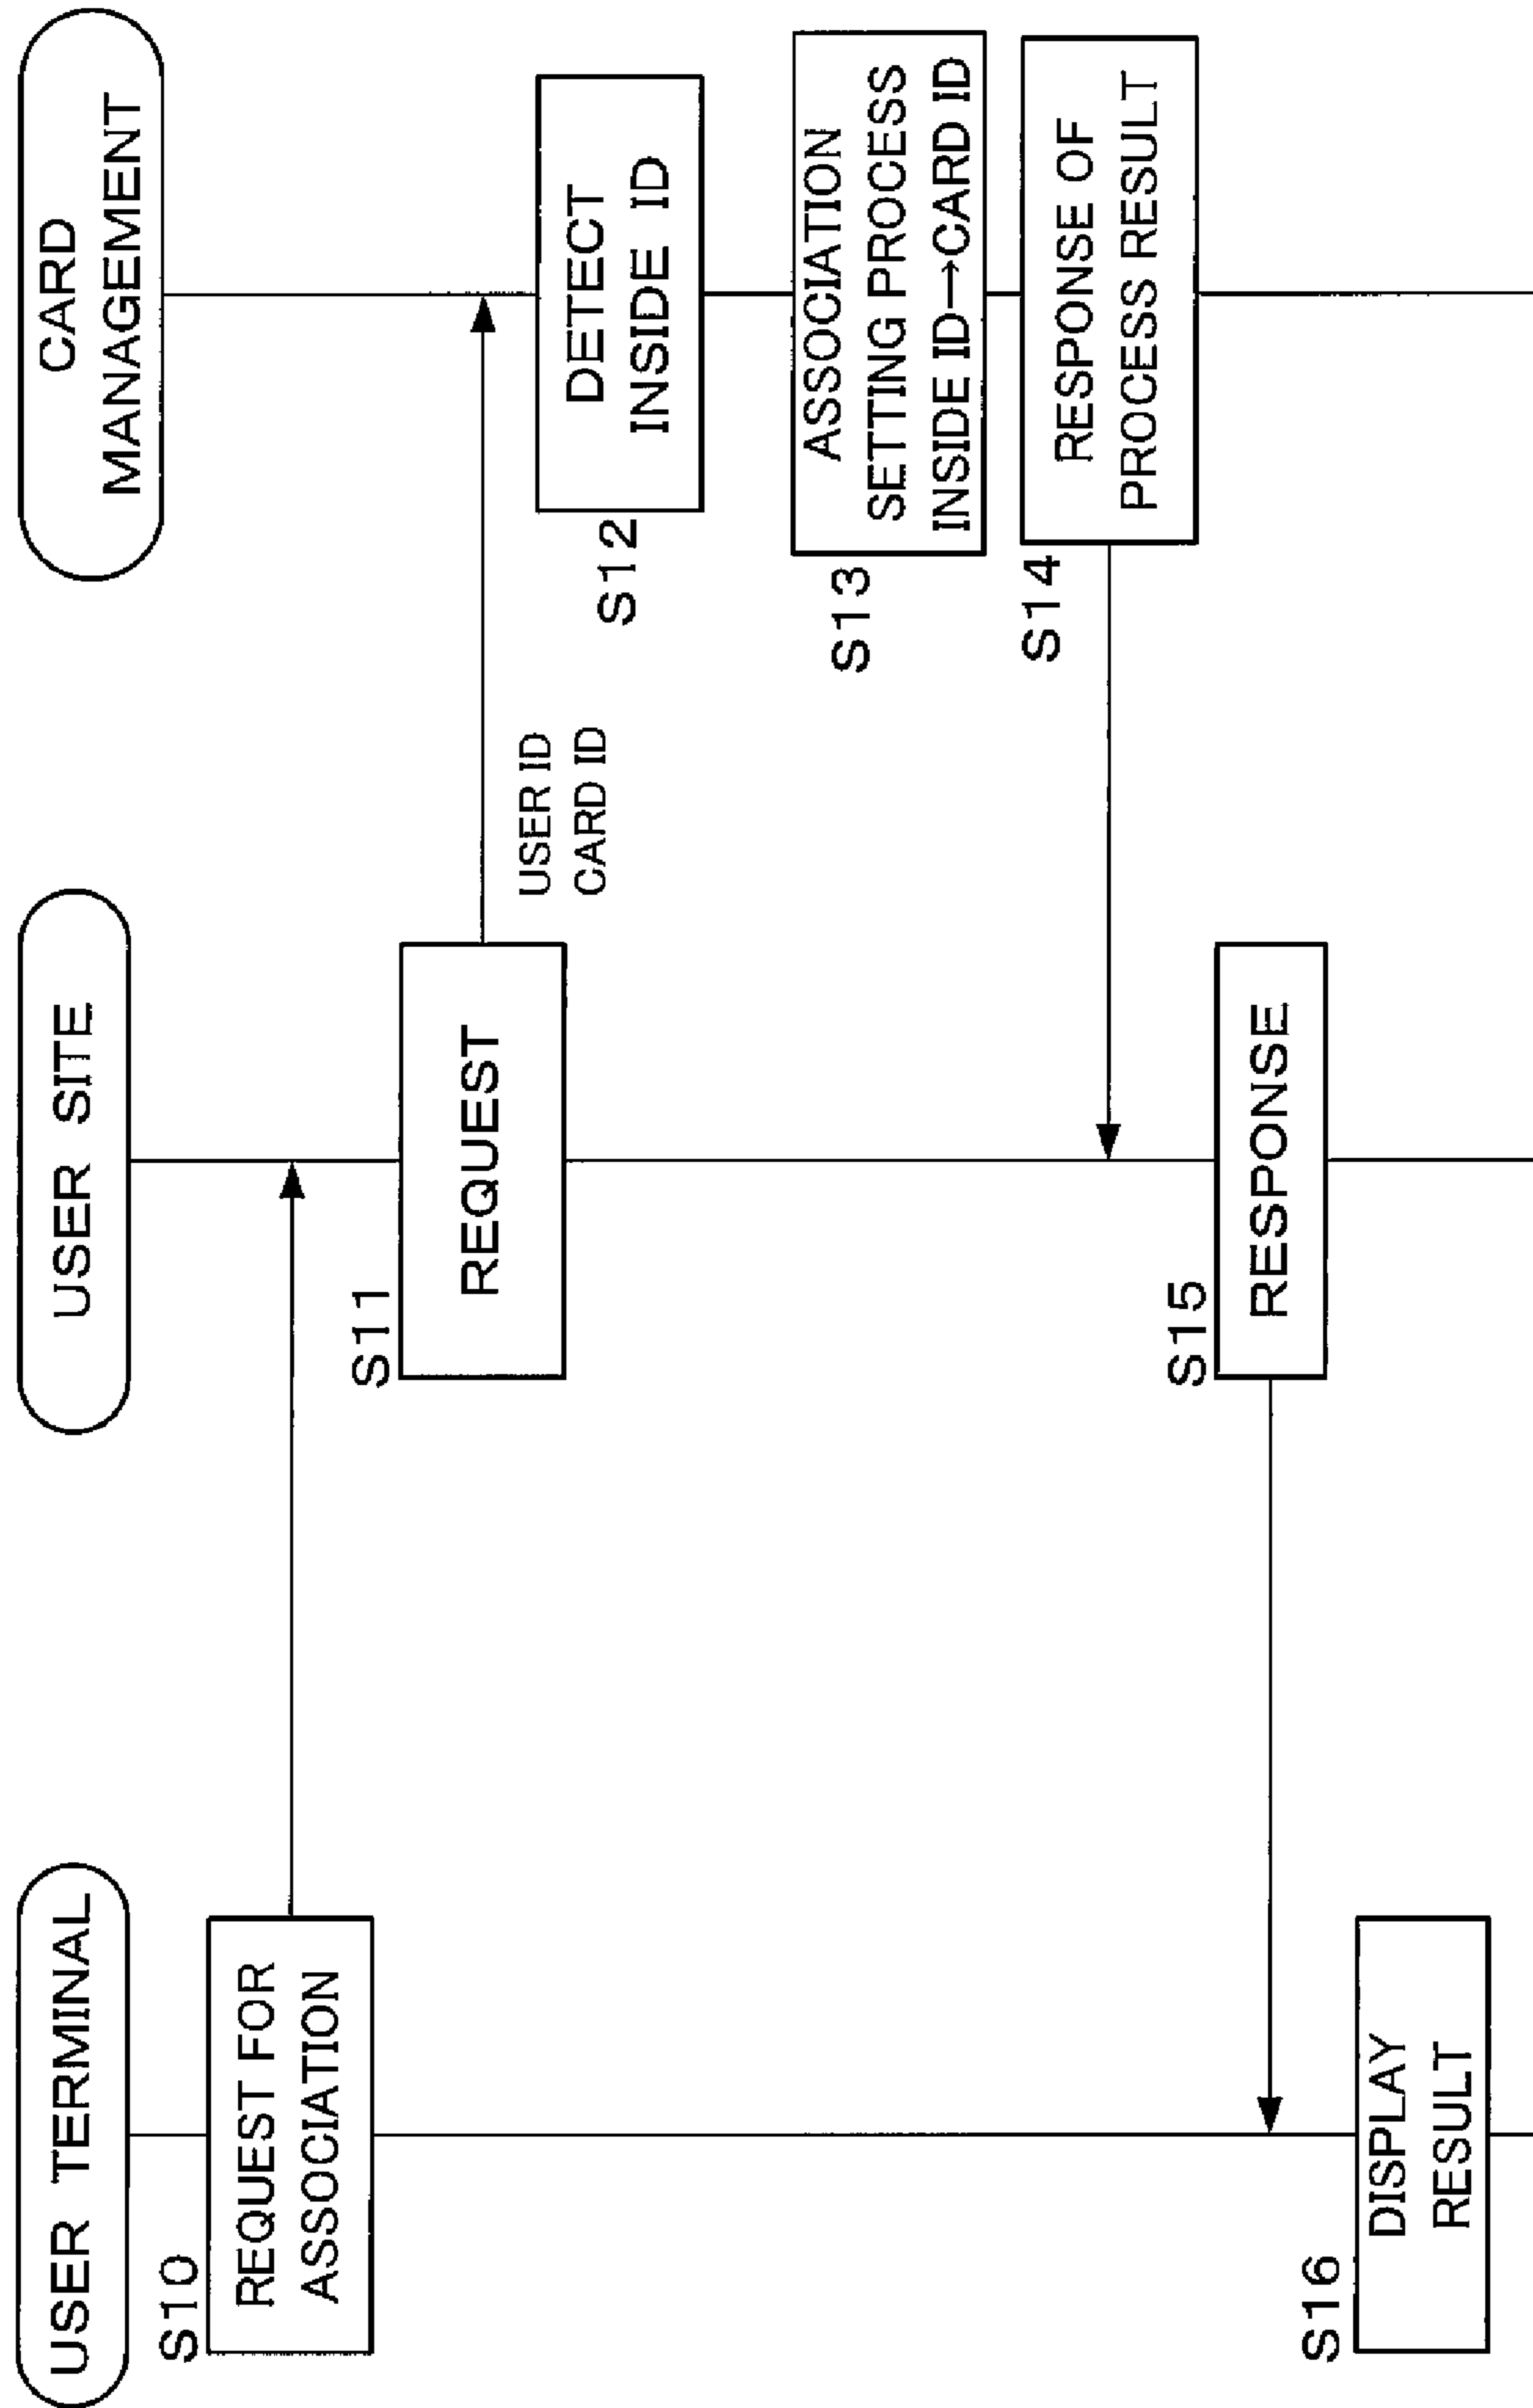 USER TERMINAL
USER SITE
CARD
MANAGEMENT
S10
REQUEST FOR
ASSOCIATION
S11
REQUEST
USER ID
CARD ID
S12
DETECT
INSIDE ID
S13
ASSOCIATION
SETTING PROCESS
INSIDE ID→CARD ID
S14
RESPONSE OF
PROCESS RESULT
S15
RESPONSE
S16
DISPLAY
RESULT